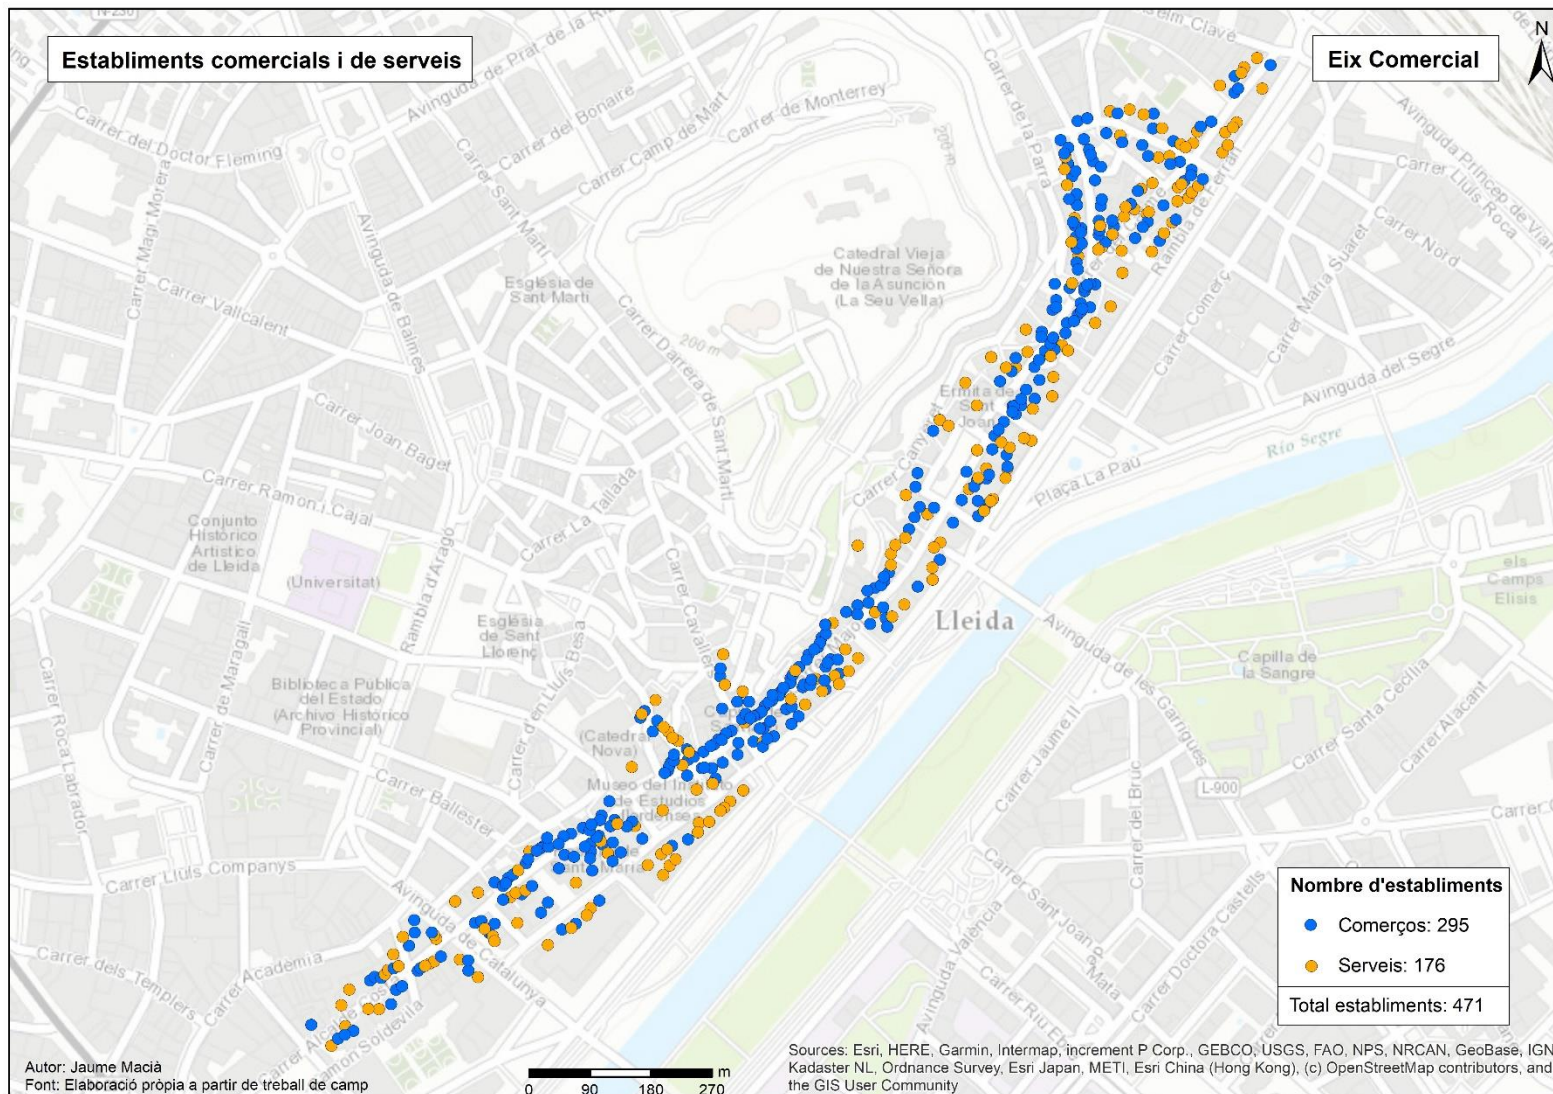 N-230
Establiments comercials i de serveis
Eix Comercial
N
Avinguda de Prat de la
Carrer del Bonaire
Carrer Camp de Mart
Carrer de Monterrey
Carrer de la Parra
200 m
Carrer del Doctor Fleming
Carrer Sant Martí
Carrer Magí Morera
Avinguda de Balmes
Avinguda Príncep de Viana
Carrer Lluís
Roca
Carrer Nord
Carrer Maria Sauret
Rambla de Ferran
Carrer Comerç
Avinguda del Segre
Catedral Vieja
de Nuestra Señora
de la Asunción
(La Seu Vella)
Església de
Sant Martí
Carrer Vallcalent
Carrer Darrera de Sant Martí
200 m
Carrer Joan Baget
Ermita de
Sant
Joan
Carrer Canyeret
Río Segre
Plaça La Pau
Carrer Ramon i Cajal
Carrer La Tallada
Conjunto
Histórico
Artístico
de Lleida
(Universitat)
Rambla d'Aragó
Carrer Cavallers
els
Camps
Elisis
Església
de Sant
Llorenç
Carrer d'en Lluís Besa
Major
Lleida
Avinguda de les Garrigues
Capilla de
la Sangre
Carrer Santa Cecília
Carrer Alacant
Carrer de Maragall
Carrer Roca Labrador
Biblioteca Pública
del Estado
(Archivo Histórico
Provincial)
(Catedral
Nova)
Carrer Jaume II
Carrer del Bruc
L-900
Museo del Instituto
de Estudios
Ilerdenses
Carrer Ballester
Carrer Lluís Companys
Santa Maria
Avinguda de Catalunya
Carrer Acadèmia
Carrer dels Templers
Carrer Alcalde Costa
Ramon Soldevila
Avinguda València
Carrer Sant Joan
Mata
Carrer Doctora Castells
Carrer Riu Ebre
Nombre d'establiments
Comerços: 295
Serveis: 176
Total establiments: 471
Autor: Jaume Macià
Font: Elaboració pròpia a partir de treball de camp
m
0 90 180 270
Sources: Esri, HERE, Garmin, Intermap, increment P Corp., GEBCO, USGS, FAO, NPS, NRCAN, GeoBase, IGN,
Kadaster NL, Ordnance Survey, Esri Japan, METI, Esri China (Hong Kong), (c) OpenStreetMap contributors, and
the GIS User Community